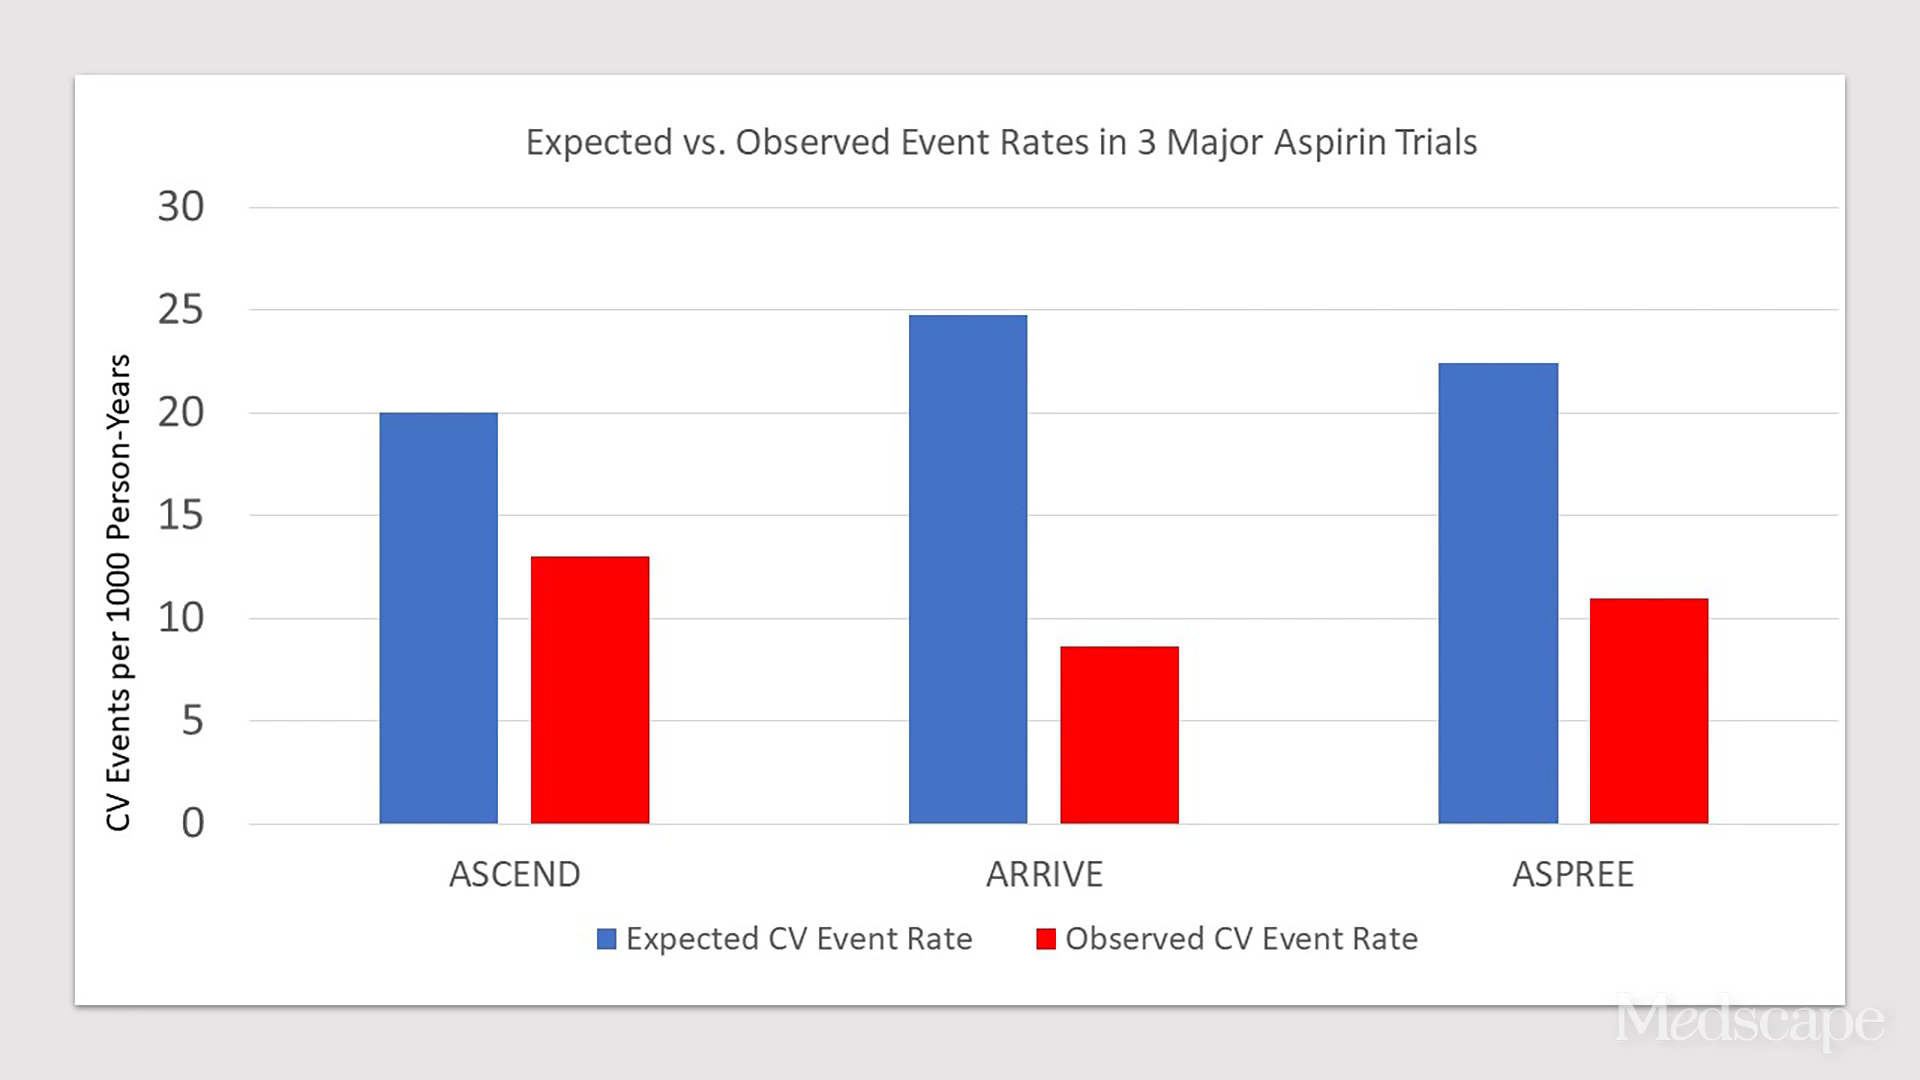 Expected vs. Observed Event Rates in 3 Major Aspirin Trials
CV Events per 1000 Person-Years
30
25
20
15
10
5
0
ASCEND
ARRIVE
ASPREE
Expected CV Event Rate
Observed CV Event Rate
Medscape